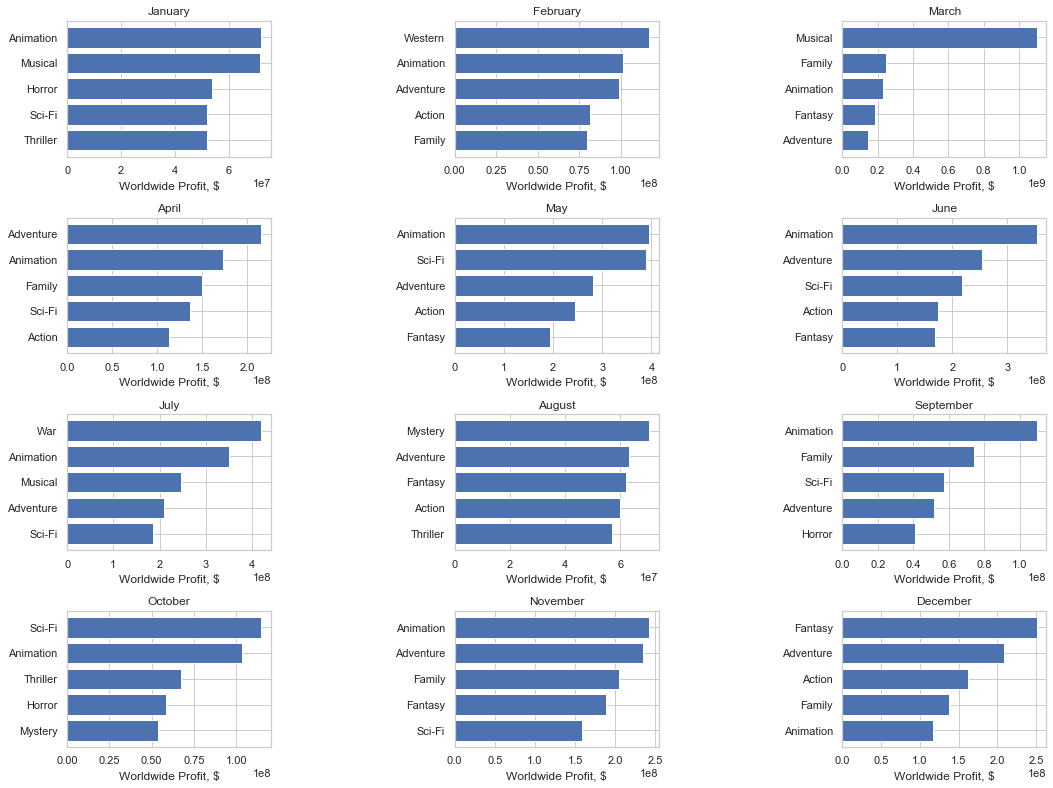 January
Animation
Musical
Horror
Sci-Fi
Thriller
0 2 4 6
Worldwide Profit, $
1e7
February
Western
Animation
Adventure
Action
Family
0.00 0.25 0.50 0.75 1.00
Worldwide Profit, $
1e8
March
Musical
Family
Animation
Fantasy
Adventure
0.0 0.2 0.4 0.6 0.8 1.0
Worldwide Profit, $
1e9
April
Adventure
Animation
Family
Sci-Fi
Action
0.0 0.5 1.0 1.5 2.0
Worldwide Profit, $
1e8
May
Animation
Sci-Fi
Adventure
Action
Fantasy
0 1 2 3 4
Worldwide Profit, $
1e8
June
Animation
Adventure
Sci-Fi
Action
Fantasy
0 1 2 3
Worldwide Profit, $
1e8
July
War
Animation
Musical
Adventure
Sci-Fi
0 1 2 3 4
Worldwide Profit, $
1e8
August
Mystery
Adventure
Fantasy
Action
Thriller
0 2 4 6
Worldwide Profit, $
1e7
September
Animation
Family
Sci-Fi
Adventure
Horror
0.0 0.2 0.4 0.6 0.8 1.0
Worldwide Profit, $
1e8
October
Sci-Fi
Animation
Thriller
Horror
Mystery
0.00 0.25 0.50 0.75 1.00
Worldwide Profit, $
1e8
November
Animation
Adventure
Family
Fantasy
Sci-Fi
0.0 0.5 1.0 1.5 2.0 2.5
Worldwide Profit, $
1e8
December
Fantasy
Adventure
Action
Family
Animation
0.0 0.5 1.0 1.5 2.0 2.5
Worldwide Profit, $
1e8